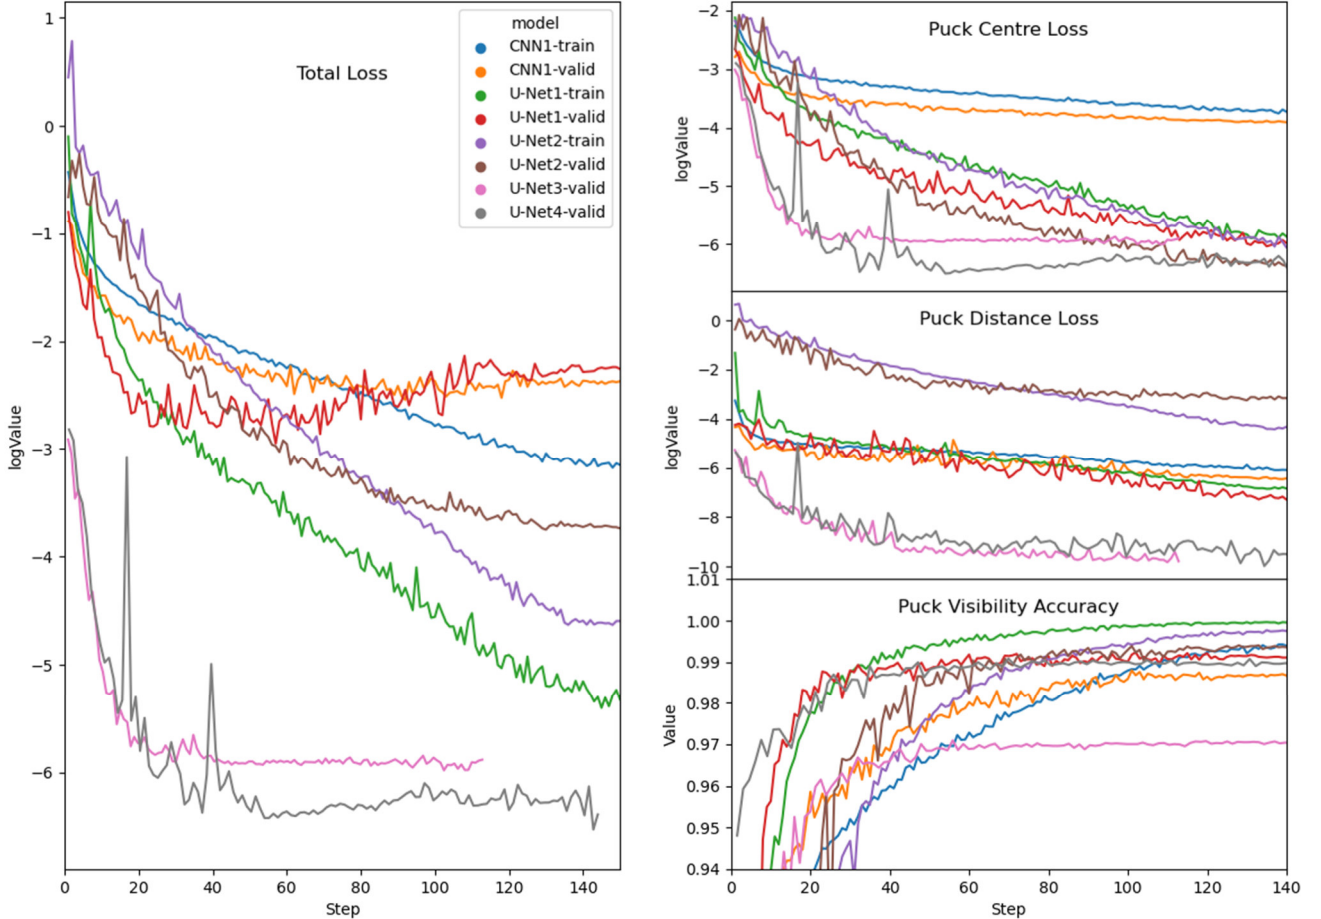 Total Loss
model
CNN1-train
CNN1-valid
U-Net1-train
U-Net1-valid
U-Net2-train
U-Net2-valid
U-Net3-valid
U-Net4-valid
logValue
1
0
−1
−2
−3
−4
−5
−6
0 20 40 60 80 100 120 140
Step
Puck Centre Loss
logValue
−2
−3
−4
−5
−6
Puck Distance Loss
logValue
0
−2
−4
−6
−8
−10
Puck Visibility Accuracy
Value
1.01
1.00
0.99
0.98
0.97
0.96
0.95
0.94
0 20 40 60 80 100 120 140
Step